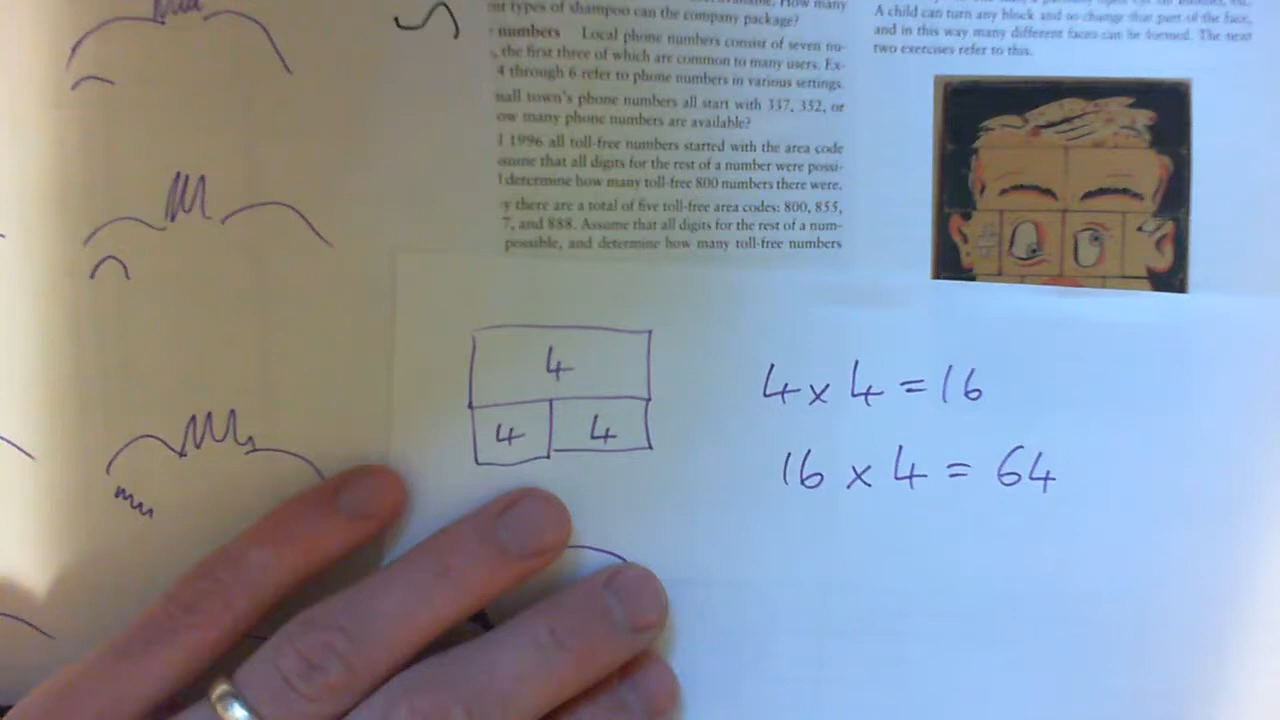 How many
types of shampoo can the company package?
numbers Local phone numbers consist of seven nu-
the first three of which are common to many users. Ex-
4 through 6 refer to phone numbers in various settings.
town's phone numbers all start with 337, 352, or
many phone numbers are available?
1996 all toll-free numbers started with the area code
that all digits for the rest of a number were possi-
determine how many toll-free 800 numbers there were.
there are a total of five toll-free area codes: 800, 855,
7, and 888. Assume that all digits for the rest of a num-
possible, and determine how many toll-free numbers
A child can turn any block and so change that part of the face,
and in this way many different faces can be formed. The next
two exercises refer to this.
4
4 4
4 x 4 = 16
16 x 4 = 64